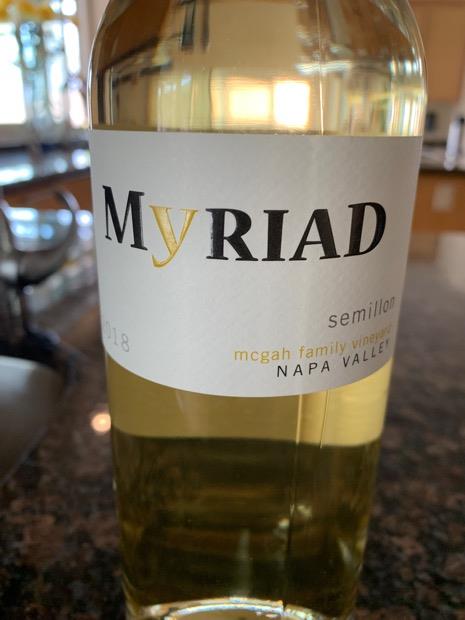 MyRIAD
semillon
mcgah family vineyard
018
NAPA VALLEY